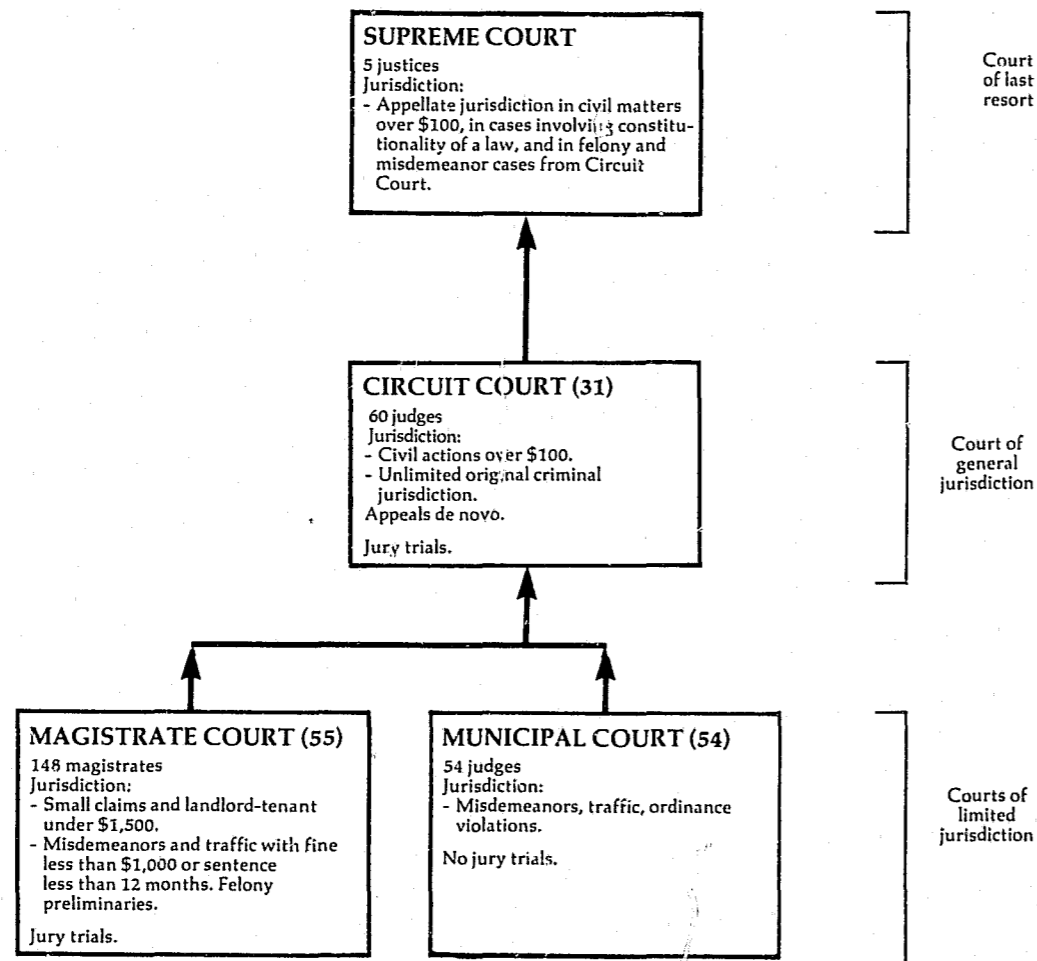 SUPREME COURT
5 justices
Jurisdiction:
- Appellate jurisdiction in civil matters
over $100, in cases involving constitu-
tionality of a law, and in felony and
misdemeanor cases from Circuit
Court.
Court
of last
resort
CIRCUIT COURT (31)
60 judges
Jurisdiction:
- Civil actions over $100.
- Unlimited original criminal
jurisdiction.
Appeals de novo.
Jury trials.
Court of
general
jurisdiction
MAGISTRATE COURT (55)
148 magistrates
Jurisdiction:
- Small claims and landlord-tenant
under $1,500.
- Misdemeanors and traffic with fine
less than $1,000 or sentence
less than 12 months. Felony
preliminaries.
Jury trials.
MUNICIPAL COURT (54)
54 judges
Jurisdiction:
- Misdemeanors, traffic, ordinance
violations.
No jury trials.
Courts of
limited
jurisdiction